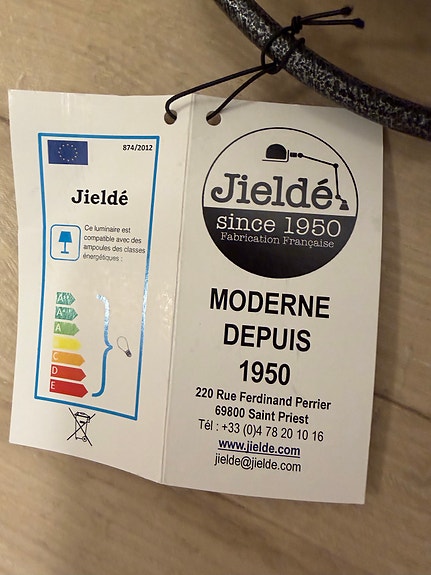 874/2012
Jieldé
Ce luminaire est
compatible avec des
ampoules des classes
énergétiques :
A++
A+
A
C
D
E
Jieldé
since 1950
Fabrication Française
MODERNE
DEPUIS
1950
220 Rue Ferdinand Perrier
69800 Saint Priest
Tél : +33 (0)4 78 20 10 16
www.jielde.com
jielde@jielde.com